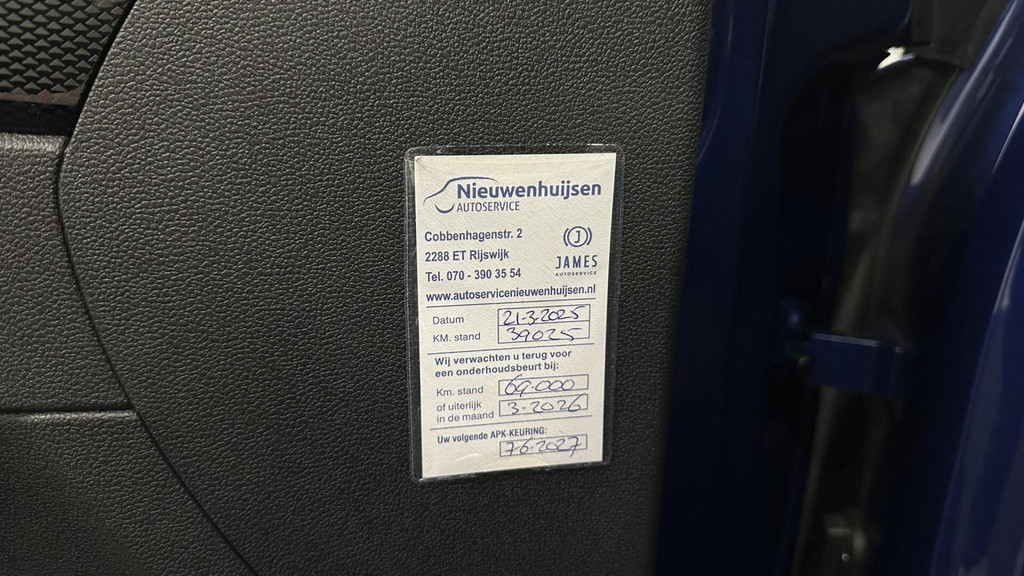 Nieuwenhuijsen
AUTOSERVICE
Cobbenhagenstr. 2
2288 ET Rijswijk
Tel. 070 - 390 35 54
J
JAMES
AUTOSERVICE
www.autoservicenieuwenhuijsen.nl
Datum 21-3-2025
KM. stand 39025
Wij verwachten u terug voor
een onderhoudsbeurt bij:
Km. stand 69.000
of uiterlijk
in de maand 3-2026
Uw volgende APK-KEURING:
7-6-2027